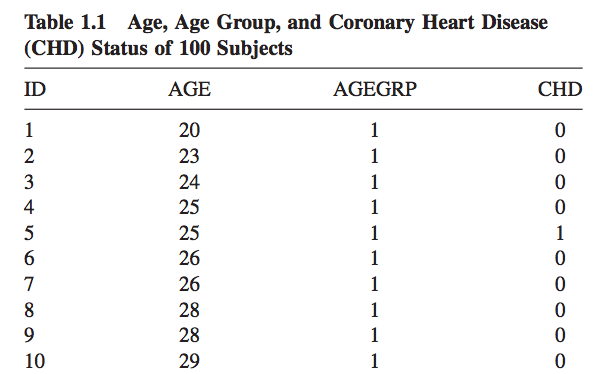 Table 1.1 Age, Age Group, and Coronary Heart Disease
(CHD) Status of 100 Subjects
ID AGE AGEGRP CHD
1 20 1 0
2 23 1 0
3 24 1 0
4 25 1 0
5 25 1 1
6 26 1 0
7 26 1 0
8 28 1 0
9 28 1 0
10 29 1 0